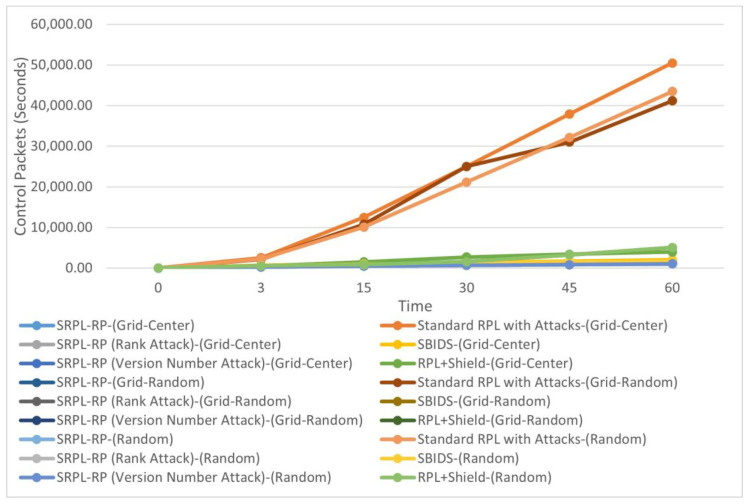 60,000.00
50,000.00
40,000.00
30,000.00
20,000.00
10,000.00
0.00
Control Packets (Seconds)
0 3 15 30 45 60
Time
SRPL-RP-(Grid-Center) Standard RPL with Attacks-(Grid-Center)
SRPL-RP (Rank Attack)-(Grid-Center) SBIDS-(Grid-Center)
SRPL-RP (Version Number Attack)-(Grid-Center) RPL+Shield-(Grid-Center)
SRPL-RP-(Grid-Random) Standard RPL with Attacks-(Grid-Random)
SRPL-RP (Rank Attack)-(Grid-Random) SBIDS-(Grid-Random)
SRPL-RP (Version Number Attack)-(Grid-Random) RPL+Shield-(Grid-Random)
SRPL-RP-(Random) Standard RPL with Attacks-(Random)
SRPL-RP (Rank Attack)-(Random) SBIDS-(Random)
SRPL-RP (Version Number Attack)-(Random) RPL+Shield-(Random)